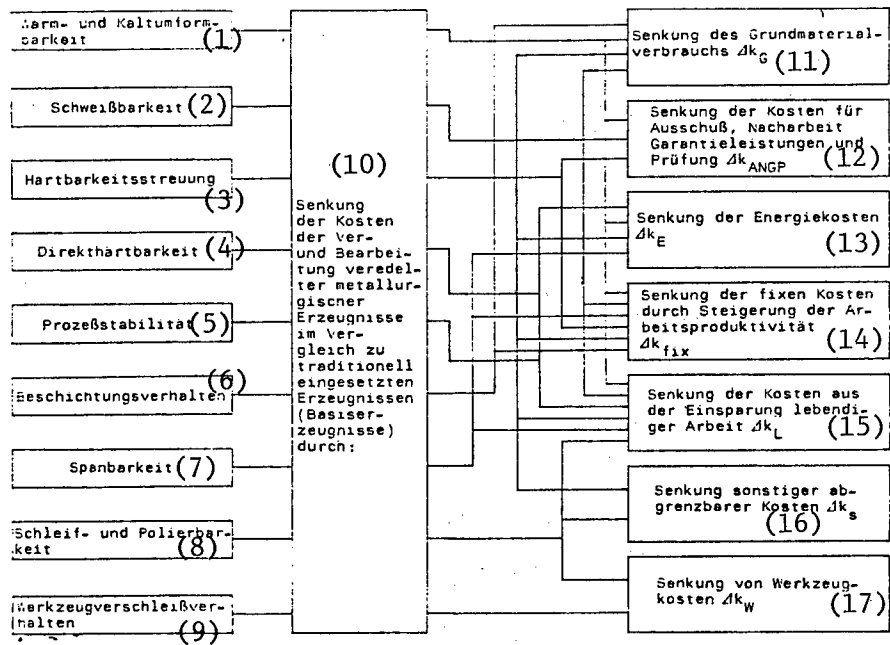 Warm- und Kaltumform-
barkeit (1)
Schweißbarkeit (2)
Hartbarkeitsstreuung
(3)
Direkthärtbarkeit (4)
Prozeßstabilität (5)
(6)
Beschichtungsverhalten
Spanbarkeit (7)
Schleif- und Polierbar-
keit (8)
Werkzeugverschleißver-
halten (9)
(10)
Senkung
der Kosten
der Ver-
und Bearbei-
tung veredel-
ter metallur-
gischer
Erzeugnisse
im Ver-
gleich zu
traditionell
eingesetzten
Erzeugnissen
(Basiser-
zeugnisse)
durch:
Senkung des Grundmaterial-
verbrauchs Δk_G (11)
Senkung der Kosten für
Ausschuß, Nacharbeit
Garantieleistungen und
Prüfung Δk_ANGP (12)
Senkung der Energiekosten
Δk_E (13)
Senkung der fixen Kosten
durch Steigerung der Ar-
beitsproduktivität
Δk_fix (14)
Senkung der Kosten aus
der Einsparung lebendi-
ger Arbeit Δk_L (15)
Senkung sonstiger ab-
grenzbarer Kosten Δk_s
(16)
Senkung von Werkzeug-
kosten Δk_W (17)